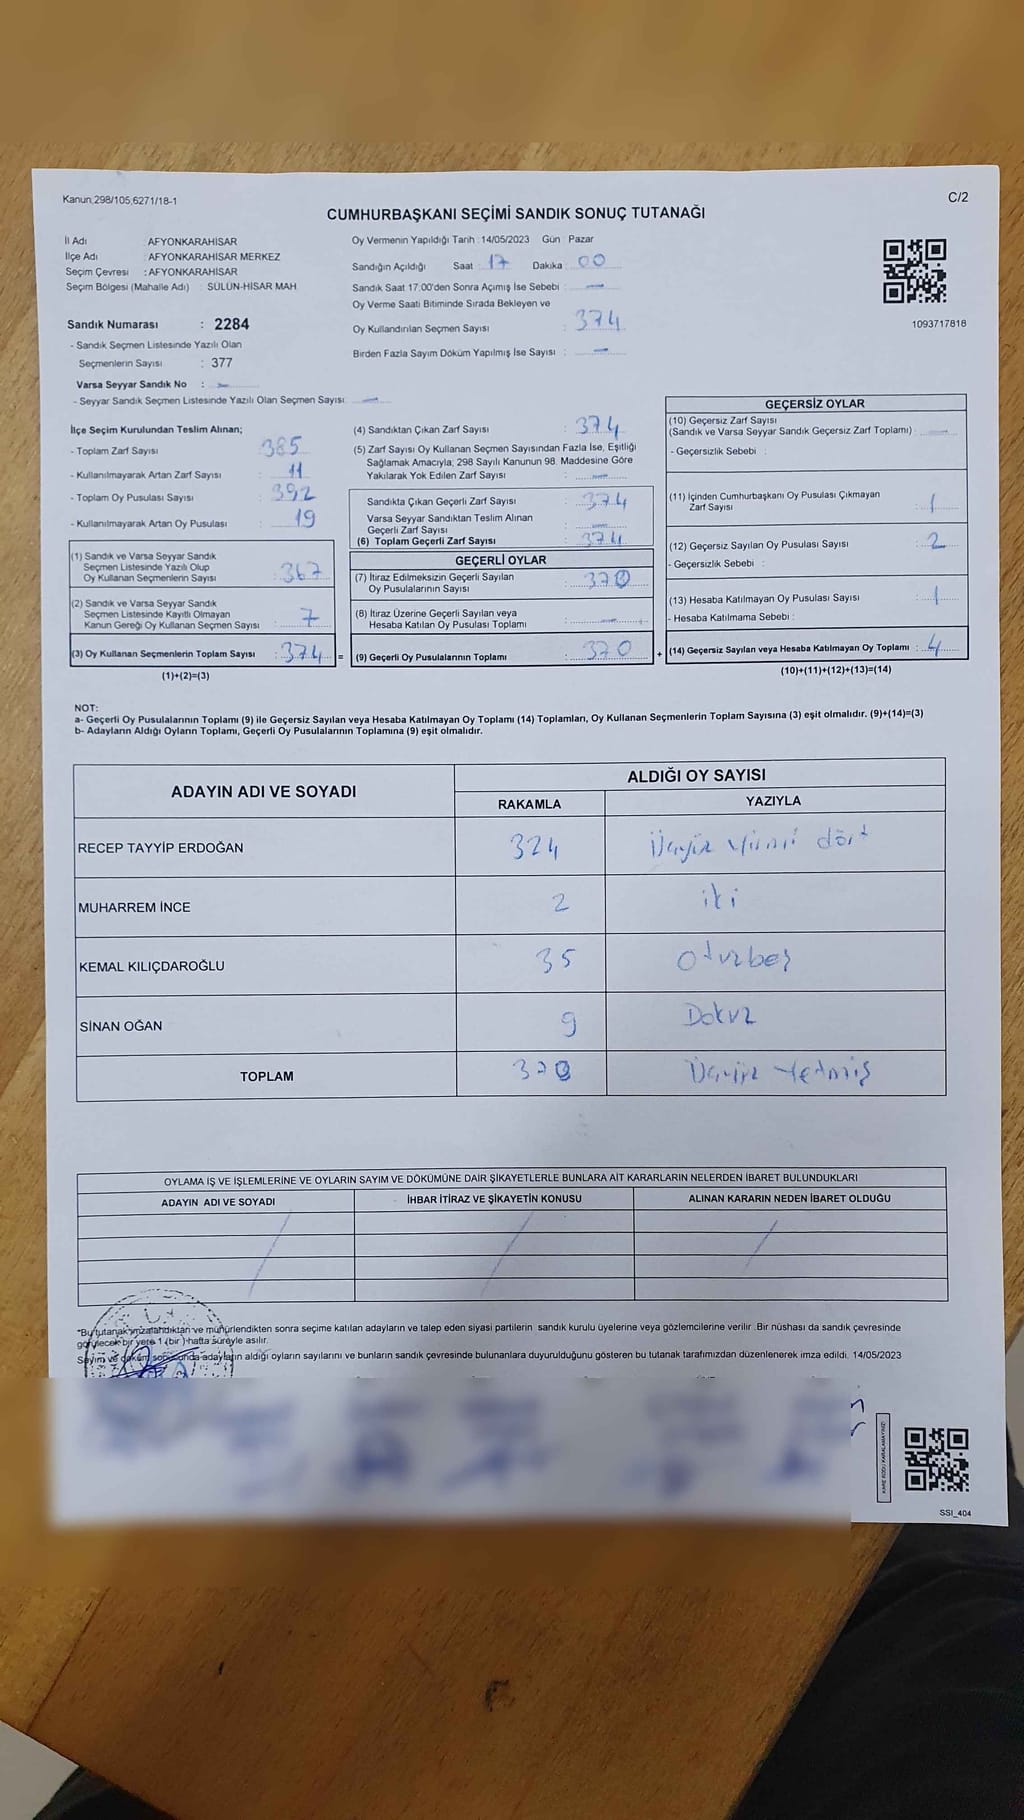 Kanun,298/105,6271/18-1
C/2
CUMHURBAŞKANI SEÇİMİ SANDIK SONUÇ TUTANAĞI
İl Adı : AFYONKARAHİSAR
İlçe Adı : AFYONKARAHİSAR MERKEZ
Seçim Çevresi : AFYONKARAHİSAR
Seçim Bölgesi (Mahalle Adı) : SÜLÜN-HİSAR MAH
Oy Vermenin Yapıldığı Tarih : 14/05/2023 Gün Pazar
Sandığın Açıldığı Saat : 17 Dakika : 00
Sandık Saat 17:00'den Sonra Açımış İse Sebebi : —
Oy Verme Saati Bitiminde Sırada Bekleyen ve
Oy Kullandırılan Seçmen Sayısı : 374
Birden Fazla Sayım Döküm Yapılmış İse Sayısı : —
1093717818
Sandık Numarası : 2284
- Sandık Seçmen Listesinde Yazılı Olan
Seçmenlerin Sayısı : 377
Varsa Seyyar Sandık No : —
- Seyyar Sandık Seçmen Listesinde Yazılı Olan Seçmen Sayısı: —
İlçe Seçim Kurulundan Teslim Alınan;
- Toplam Zarf Sayısı : 385
- Kullanılmayarak Artan Zarf Sayısı : 11
- Toplam Oy Pusulası Sayısı : 392
- Kullanılmayarak Artan Oy Pusulası : 19
(1) Sandık ve Varsa Seyyar Sandık
Seçmen Listesinde Yazılı Olup
Oy Kullanan Seçmenlerin Sayısı : 367
(2) Sandık ve Varsa Seyyar Sandık
Seçmen Listesinde Kayıtlı Olmayan
Kanun Gereği Oy Kullanan Seçmen Sayısı : 7
(3) Oy Kullanan Seçmenlerin Toplam Sayısı : 374 =
(1)+(2)=(3)
(4) Sandıktan Çıkan Zarf Sayısı : 374
(5) Zarf Sayısı Oy Kullanan Seçmen Sayısından Fazla İse, Eşitliği
Sağlamak Amacıyla; 298 Sayılı Kanunun 98. Maddesine Göre
Yakılarak Yok Edilen Zarf Sayısı : —
Sandıkta Çıkan Geçerli Zarf Sayısı : 374
Varsa Seyyar Sandıktan Teslim Alınan
Geçerli Zarf Sayısı : —
(6) Toplam Geçerli Zarf Sayısı : 374
GEÇERLİ OYLAR
(7) İtiraz Edilmeksizin Geçerli Sayılan
Oy Pusulalarının Sayısı : 370
(8) İtiraz Üzerine Geçerli Sayılan veya
Hesaba Katılan Oy Pusulası Toplamı : —
(9) Geçerli Oy Pusulalarının Toplamı : 370 +
GEÇERSİZ OYLAR
(10) Geçersiz Zarf Sayısı
(Sandık ve Varsa Seyyar Sandık Geçersiz Zarf Toplamı) : —
- Geçersizlik Sebebi :
(11) İçinden Cumhurbaşkanı Oy Pusulası Çıkmayan
Zarf Sayısı : 1
(12) Geçersiz Sayılan Oy Pusulası Sayısı : 2
- Geçersizlik Sebebi :
(13) Hesaba Katılmayan Oy Pusulası Sayısı : 1
- Hesaba Katılmama Sebebi :
(14) Geçersiz Sayılan veya Hesaba Katılmayan Oy Toplamı : 4
(10)+(11)+(12)+(13)=(14)
NOT:
a- Geçerli Oy Pusulalarının Toplamı (9) ile Geçersiz Sayılan veya Hesaba Katılmayan Oy Toplamı (14) Toplamları, Oy Kullanan Seçmenlerin Toplam Sayısına (3) eşit olmalıdır. (9)+(14)=(3)
b- Adayların Aldığı Oyların Toplamı, Geçerli Oy Pusulalarının Toplamına (9) eşit olmalıdır.
ADAYIN ADI VE SOYADI
ALDIĞI OY SAYISI
RAKAMLA YAZIYLA
RECEP TAYYİP ERDOĞAN 324 Üçyüz yirmi dört
MUHARREM İNCE 2 iki
KEMAL KILIÇDAROĞLU 35 Otuzbeş
SİNAN OĞAN 9 Dokuz
TOPLAM 370 Üçyüz Yetmiş
OYLAMA İŞ VE İŞLEMLERİNE VE OYLARIN SAYIM VE DÖKÜMÜNE DAİR ŞİKAYETLERLE BUNLARA AİT KARARLARIN NELERDEN İBARET BULUNDUKLARI
ADAYIN ADI VE SOYADI İHBAR İTİRAZ VE ŞİKAYETİN KONUSU ALINAN KARARIN NEDEN İBARET OLDUĞU
*Bu tutanak imzalandıktan ve mühürlendikten sonra seçime katılan adayların ve talep eden siyasi partilerin sandık kurulu üyelerine veya gözlemcilerine verilir. Bir nüshası da sandık çevresinde
görülecek bir yere 1 (bir) hafta süreyle asılır.
Sayım ve döküm sonucunda adayların aldığı oyların sayılarını ve bunların sandık çevresinde bulunanlara duyurulduğunu gösteren bu tutanak tarafımızdan düzenlenerek imza edildi. 14/05/2023
SSI_404